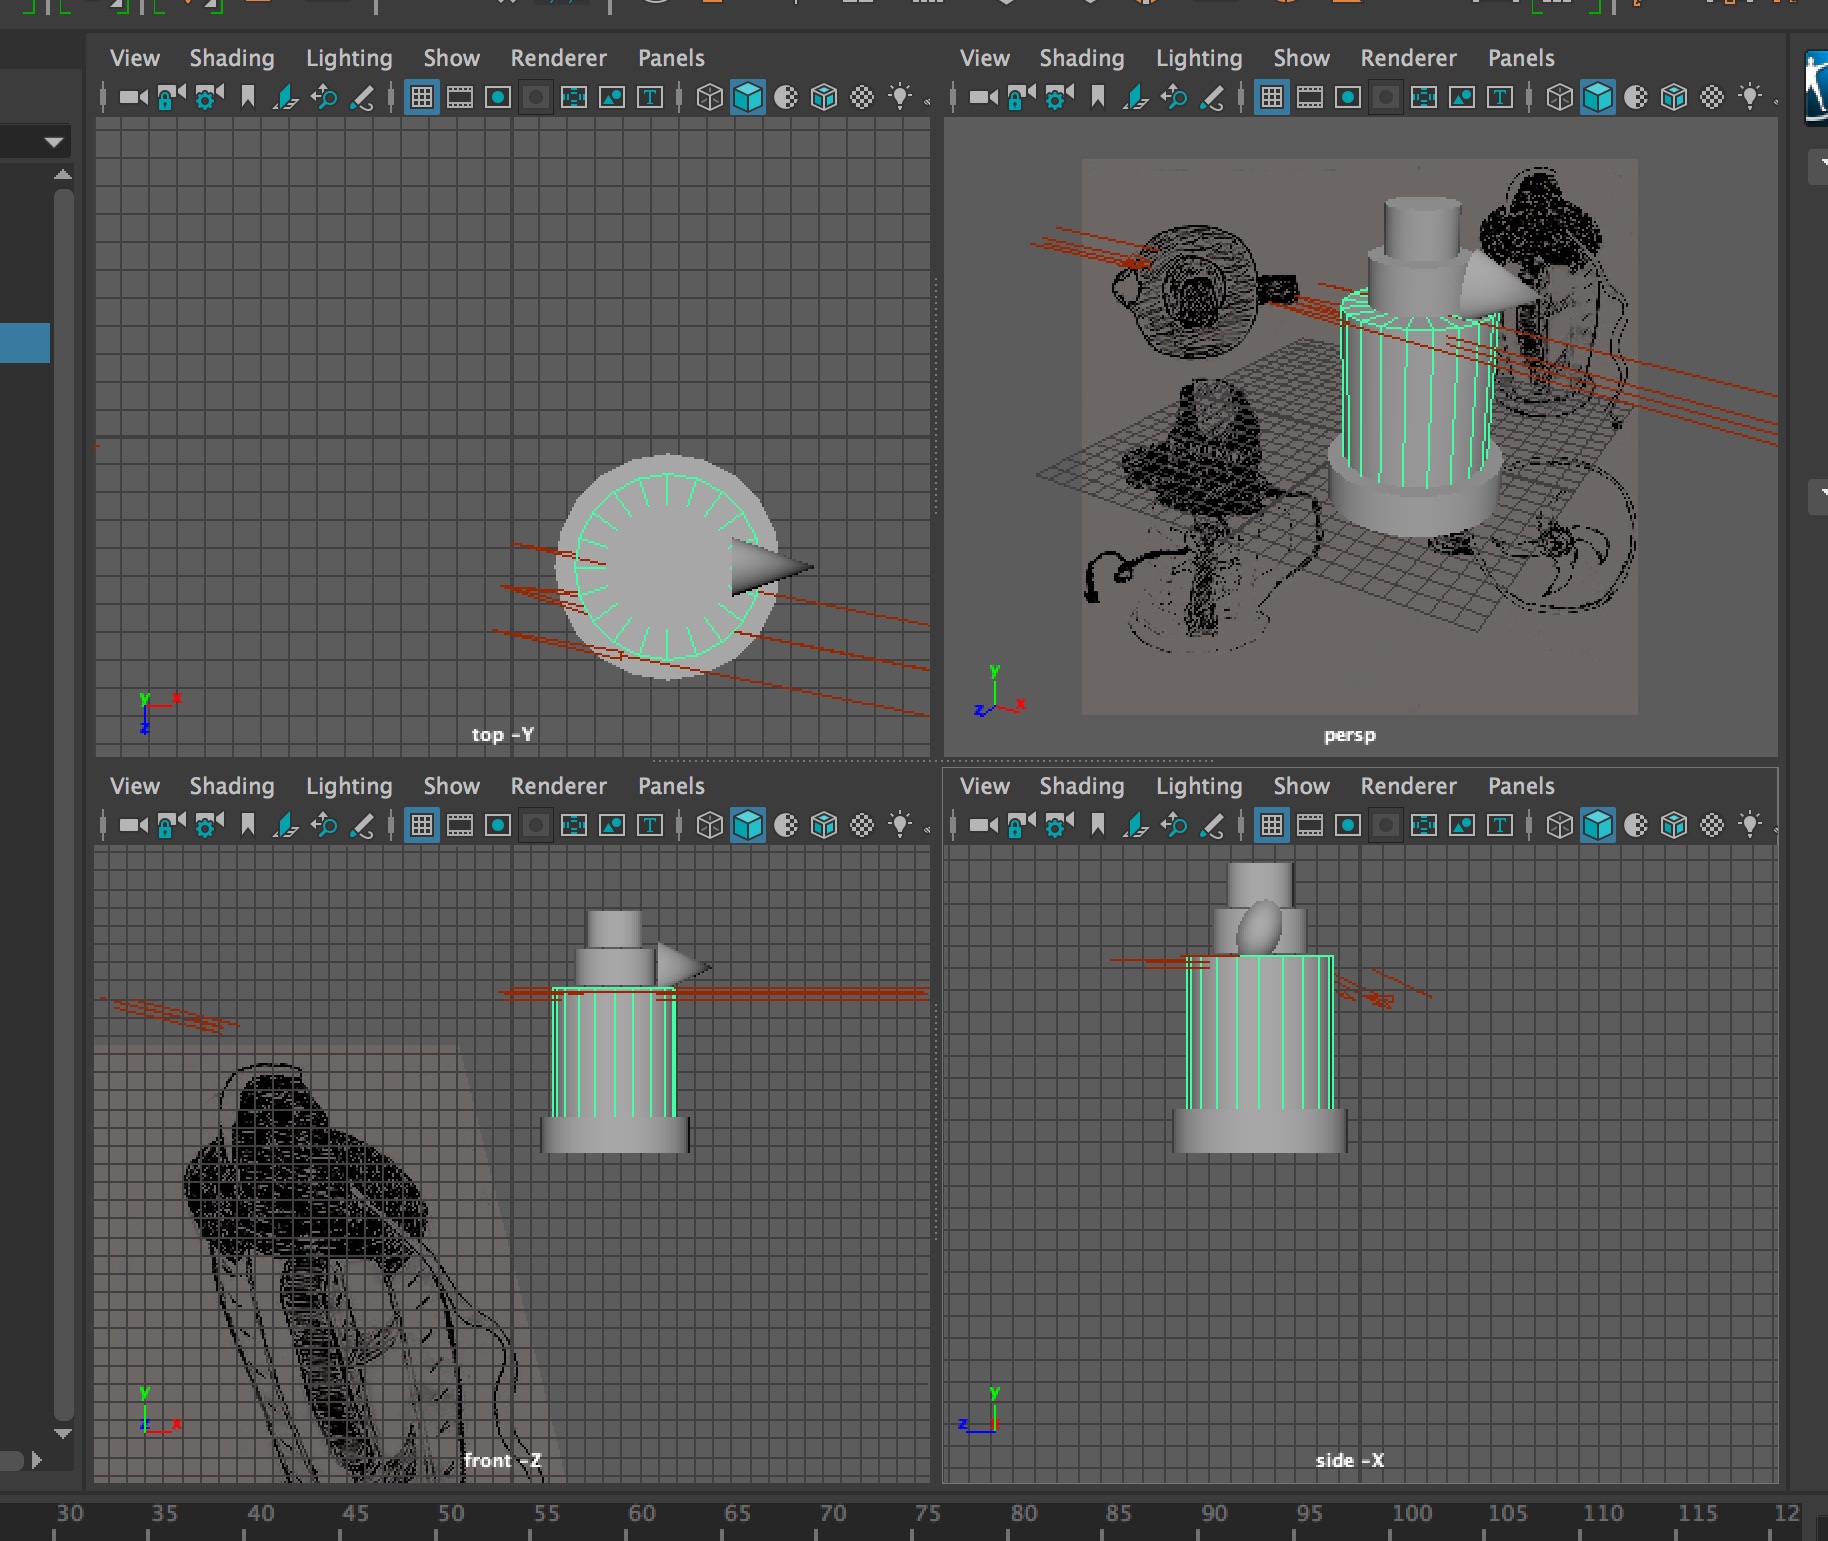 View Shading Lighting Show Renderer Panels
View Shading Lighting Show Renderer Panels
T
T
y x
z
top -Y
y
z x
persp
View Shading Lighting Show Renderer Panels
View Shading Lighting Show Renderer Panels
T
T
y
z x
front -Z
y
z x
side -X
30 35 40 45 50 55 60 65 70 75 80 85 90 95 100 105 110 115 12